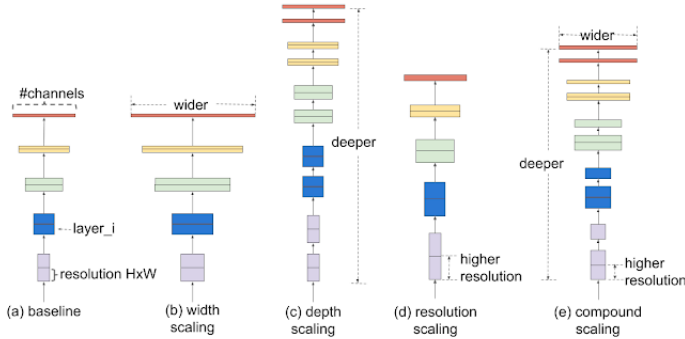 #channels
layer_i
resolution HxW
(a) baseline
wider
(b) width
scaling
deeper
(c) depth
scaling
higher
resolution
(d) resolution
scaling
wider
deeper
higher
resolution
(e) compound
scaling